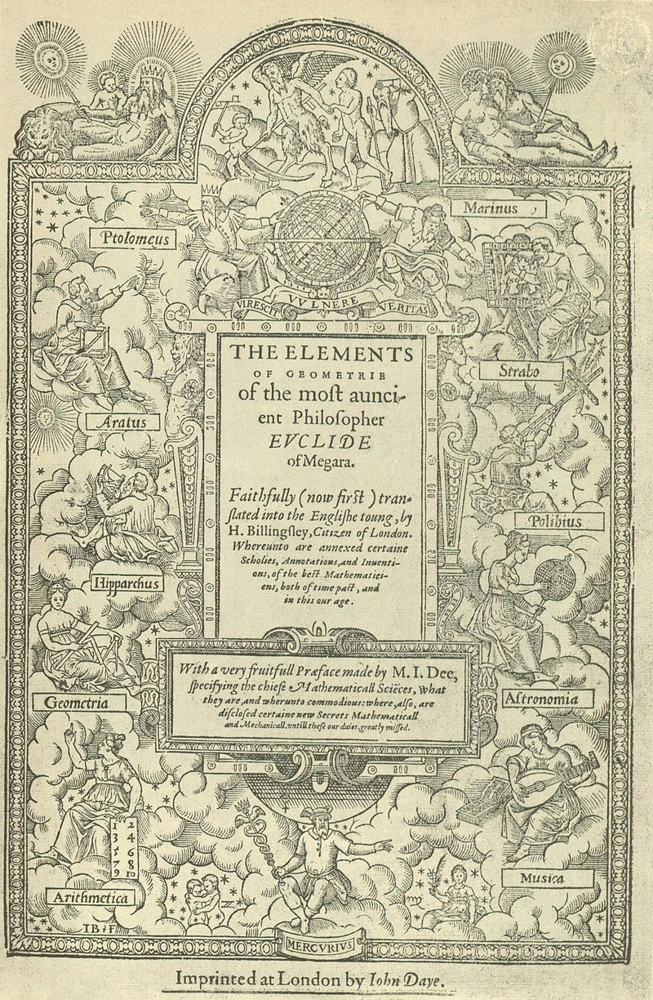 Ptolomeus
Marinus
VIRESCIT VVLNERE VERITAS
Strabo
Aratus
THE ELEMENTS
OF GEOMETRIE
of the moſt aunci-
ent Philoſopher
EVCLIDE
of Megara.
Faithfully (now firſt) tran-
ſlated into the Engliſhe toung, by
H. Billingſley, Citizen of London.
Whereunto are annexed certaine
Scholies, Annotations, and Inuenti-
ons, of the beſt Mathematici-
ens, both of time paſt, and
in this our age.
Polibius
Hipparchus
With a very fruitfull Præface made by M. I. Dee,
ſpecifying the chiefe Mathematicall Sciẽces, what
they are, and wherunto commodious: where, alſo, are
diſcloſed certaine new Secrets Mathematicall
and Mechanicall, vntill theſe our daies, greatly miſſed.
Geometria
Aſtronomia
1 2
3 4
5 6
7 8
9 10
Arithmetica
Musica
IBF
MERCVRIVS
Imprinted at London by Iohn Daye.